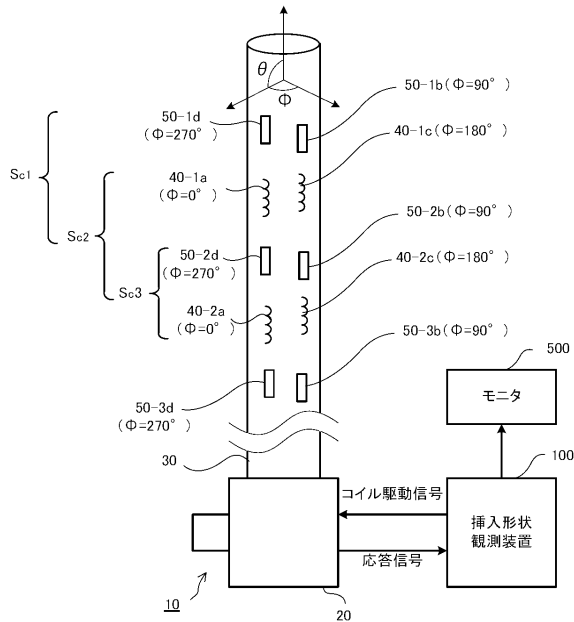 θ
Φ
50-1d
(Φ=270°)
50-1b(Φ=90°)
40-1c(Φ=180°)
Sc1
40-1a
(Φ=0°)
Sc2
50-2b(Φ=90°)
50-2d
(Φ=270°)
40-2c(Φ=180°)
Sc3
40-2a
(Φ=0°)
50-3b(Φ=90°)
500
モニタ
50-3d
(Φ=270°)
30
100
コイル駆動信号
挿入形状
観測装置
応答信号
10
20